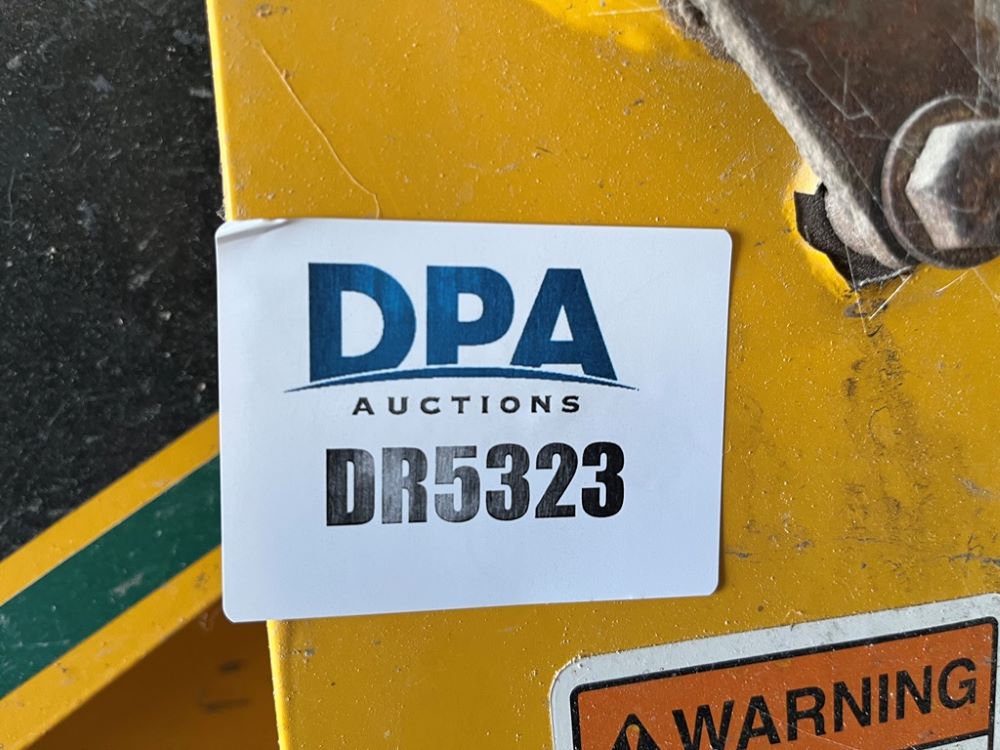 DPA
AUCTIONS
DR5323
WARNING